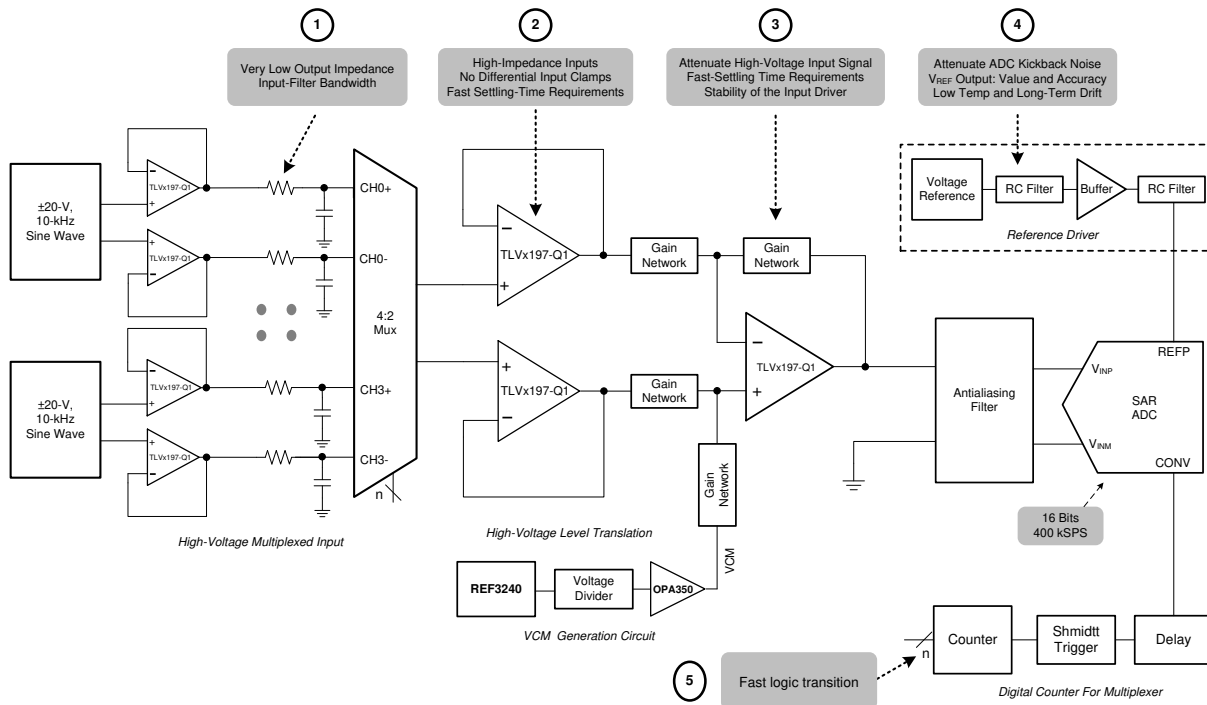 1
Very Low Output Impedance
Input-Filter Bandwidth
2
High-Impedance Inputs
No Differential Input Clamps
Fast Settling-Time Requirements
3
Attenuate High-Voltage Input Signal
Fast-Settling Time Requirements
Stability of the Input Driver
4
Attenuate ADC Kickback Noise
VREF Output: Value and Accuracy
Low Temp and Long-Term Drift
±20-V,
10-kHz
Sine Wave
−
TLVx197-Q1
+
+
TLVx197-Q1
−
CH0+
CH0-
±20-V,
10-kHz
Sine Wave
−
TLVx197-Q1
+
+
TLVx197-Q1
−
CH3+
CH3-
4:2
Mux
n
High-Voltage Multiplexed Input
−
TLVx197-Q1
+
+
TLVx197-Q1
−
High-Voltage Level Translation
Gain
Network
Gain
Network
Gain
Network
Gain
Network
−
TLVx197-Q1
+
VCM
REF3240
Voltage
Divider
OPA350
VCM Generation Circuit
Voltage
Reference
RC Filter
Buffer
RC Filter
Reference Driver
Antialiasing
Filter
REFP
VINP
SAR
ADC
VINM
CONV
16 Bits
400 kSPS
5
Fast logic transition
n
Counter
Shmidtt
Trigger
Delay
Digital Counter For Multiplexer